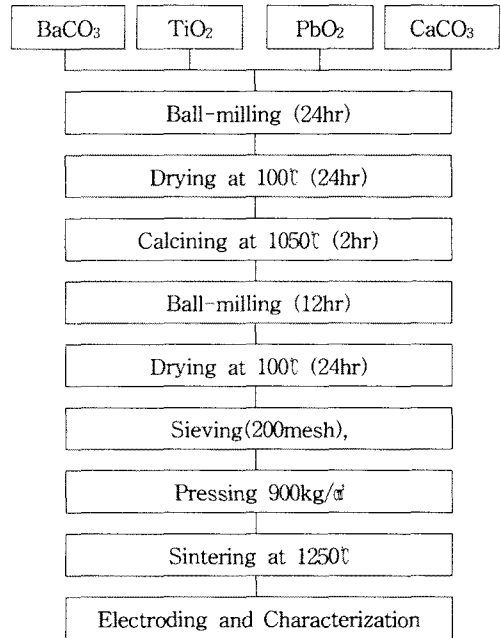 BaCO₃ TiO₂ PbO₂ CaCO₃
Ball-milling (24hr)
Drying at 100℃ (24hr)
Calcining at 1050℃ (2hr)
Ball-milling (12hr)
Drying at 100℃ (24hr)
Sieving(200mesh),
Pressing 900kg/㎠
Sintering at 1250℃
Electroding and Characterization